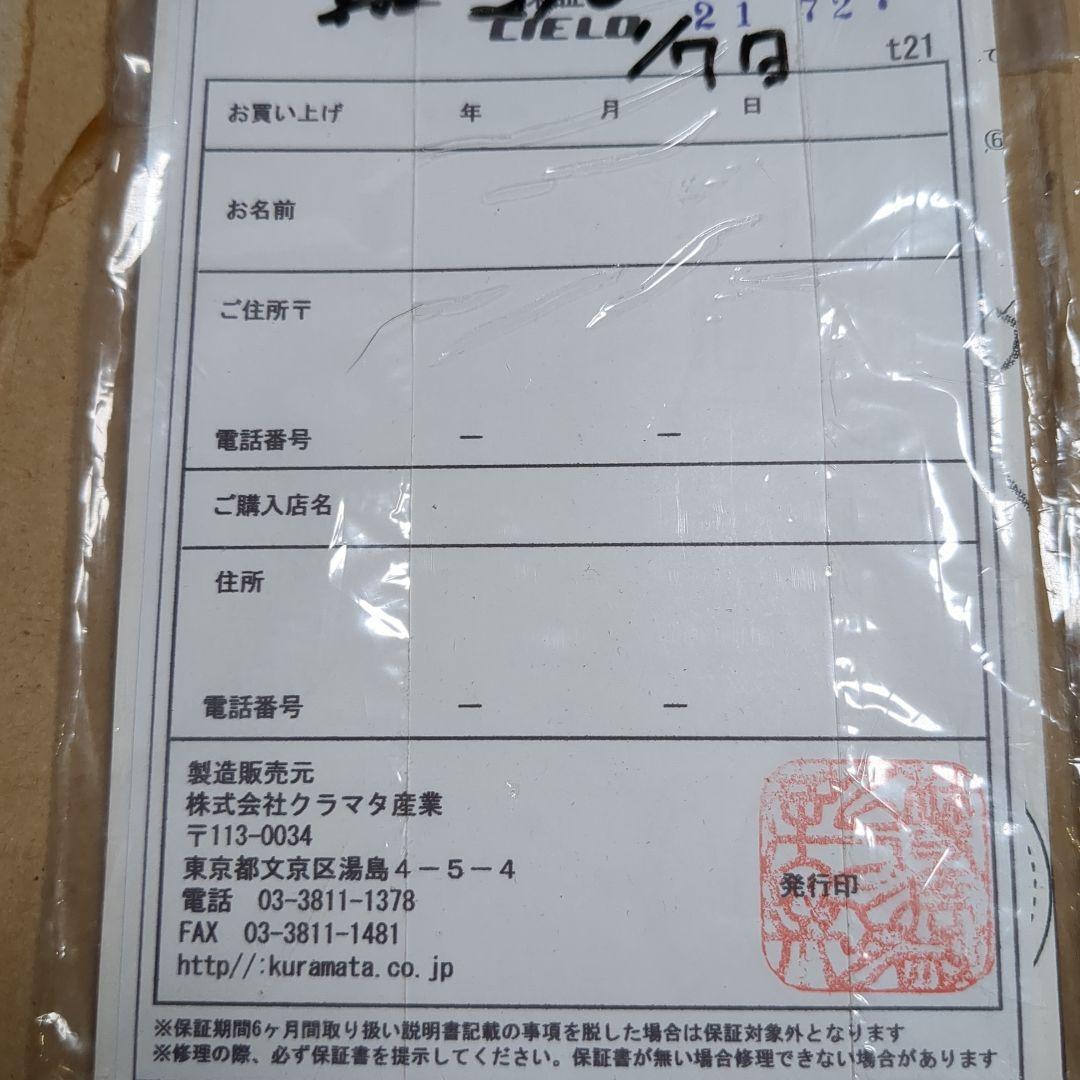 CIELO
21 727
/7日
t21
お買い上げ 年 月 日
お名前
ご住所〒
電話番号 ー ー
ご購入店名
住所
電話番号 ー ー
製造販売元
株式会社クラマタ産業
〒113-0034
東京都文京区湯島４－５－４
電話 03-3811-1378
FAX 03-3811-1481
http//:kuramata.co.jp
発行印
※保証期間6ヶ月間取り扱い説明書記載の事項を脱した場合は保証対象外となります
※修理の際、必ず保証書を提示してください。保証書が無い場合修理できない場合があります
⑥